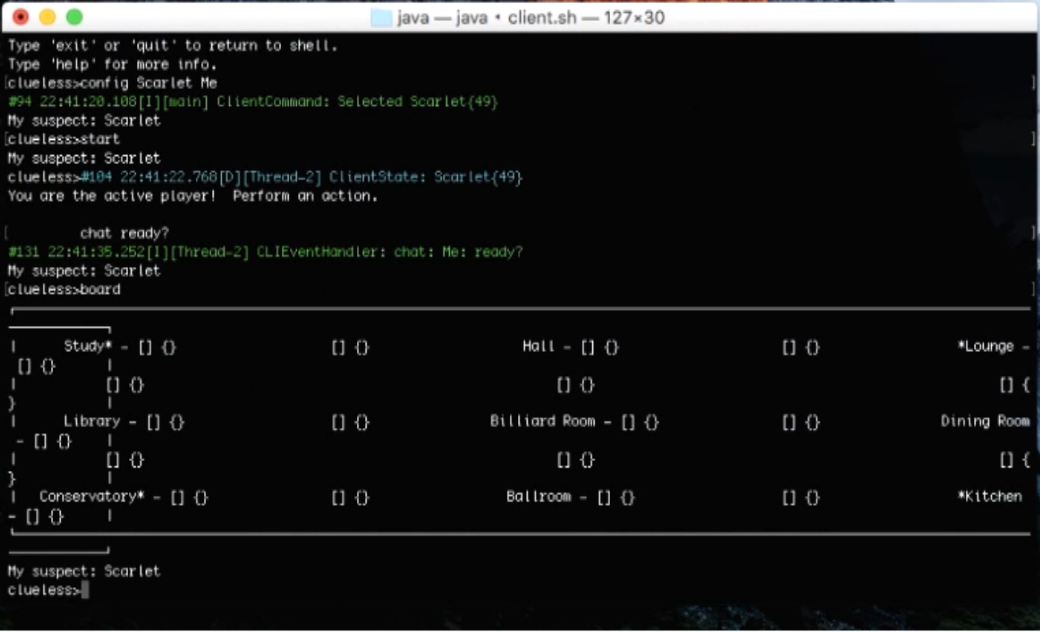 java — java • client.sh — 127×30
Type 'exit' or 'quit' to return to shell.
Type 'help' for more info.
[clueless>config Scarlet Me ]
#94 22:41:20.108[I][main] ClientCommand: Selected Scarlet{49}
My suspect: Scarlet
[clueless>start ]
My suspect: Scarlet
clueless>#104 22:41:22.768[D][Thread-2] ClientState: Scarlet{49}
You are the active player!  Perform an action.
[ chat ready? ]
#131 22:41:35.252[I][Thread-2] CLIEventHandler: chat: Me: ready?
My suspect: Scarlet
[clueless>board ]
| Study* - [] {} [] {} Hall - [] {} [] {} *Lounge -
[] {} |
| [] {} [] {} [] {
} |
| Library - [] {} [] {} Billiard Room - [] {} [] {} Dining Room
- [] {} |
| [] {} [] {} [] {
} |
| Conservatory* - [] {} [] {} Ballroom - [] {} [] {} *Kitchen
- [] {} |
My suspect: Scarlet
clueless>